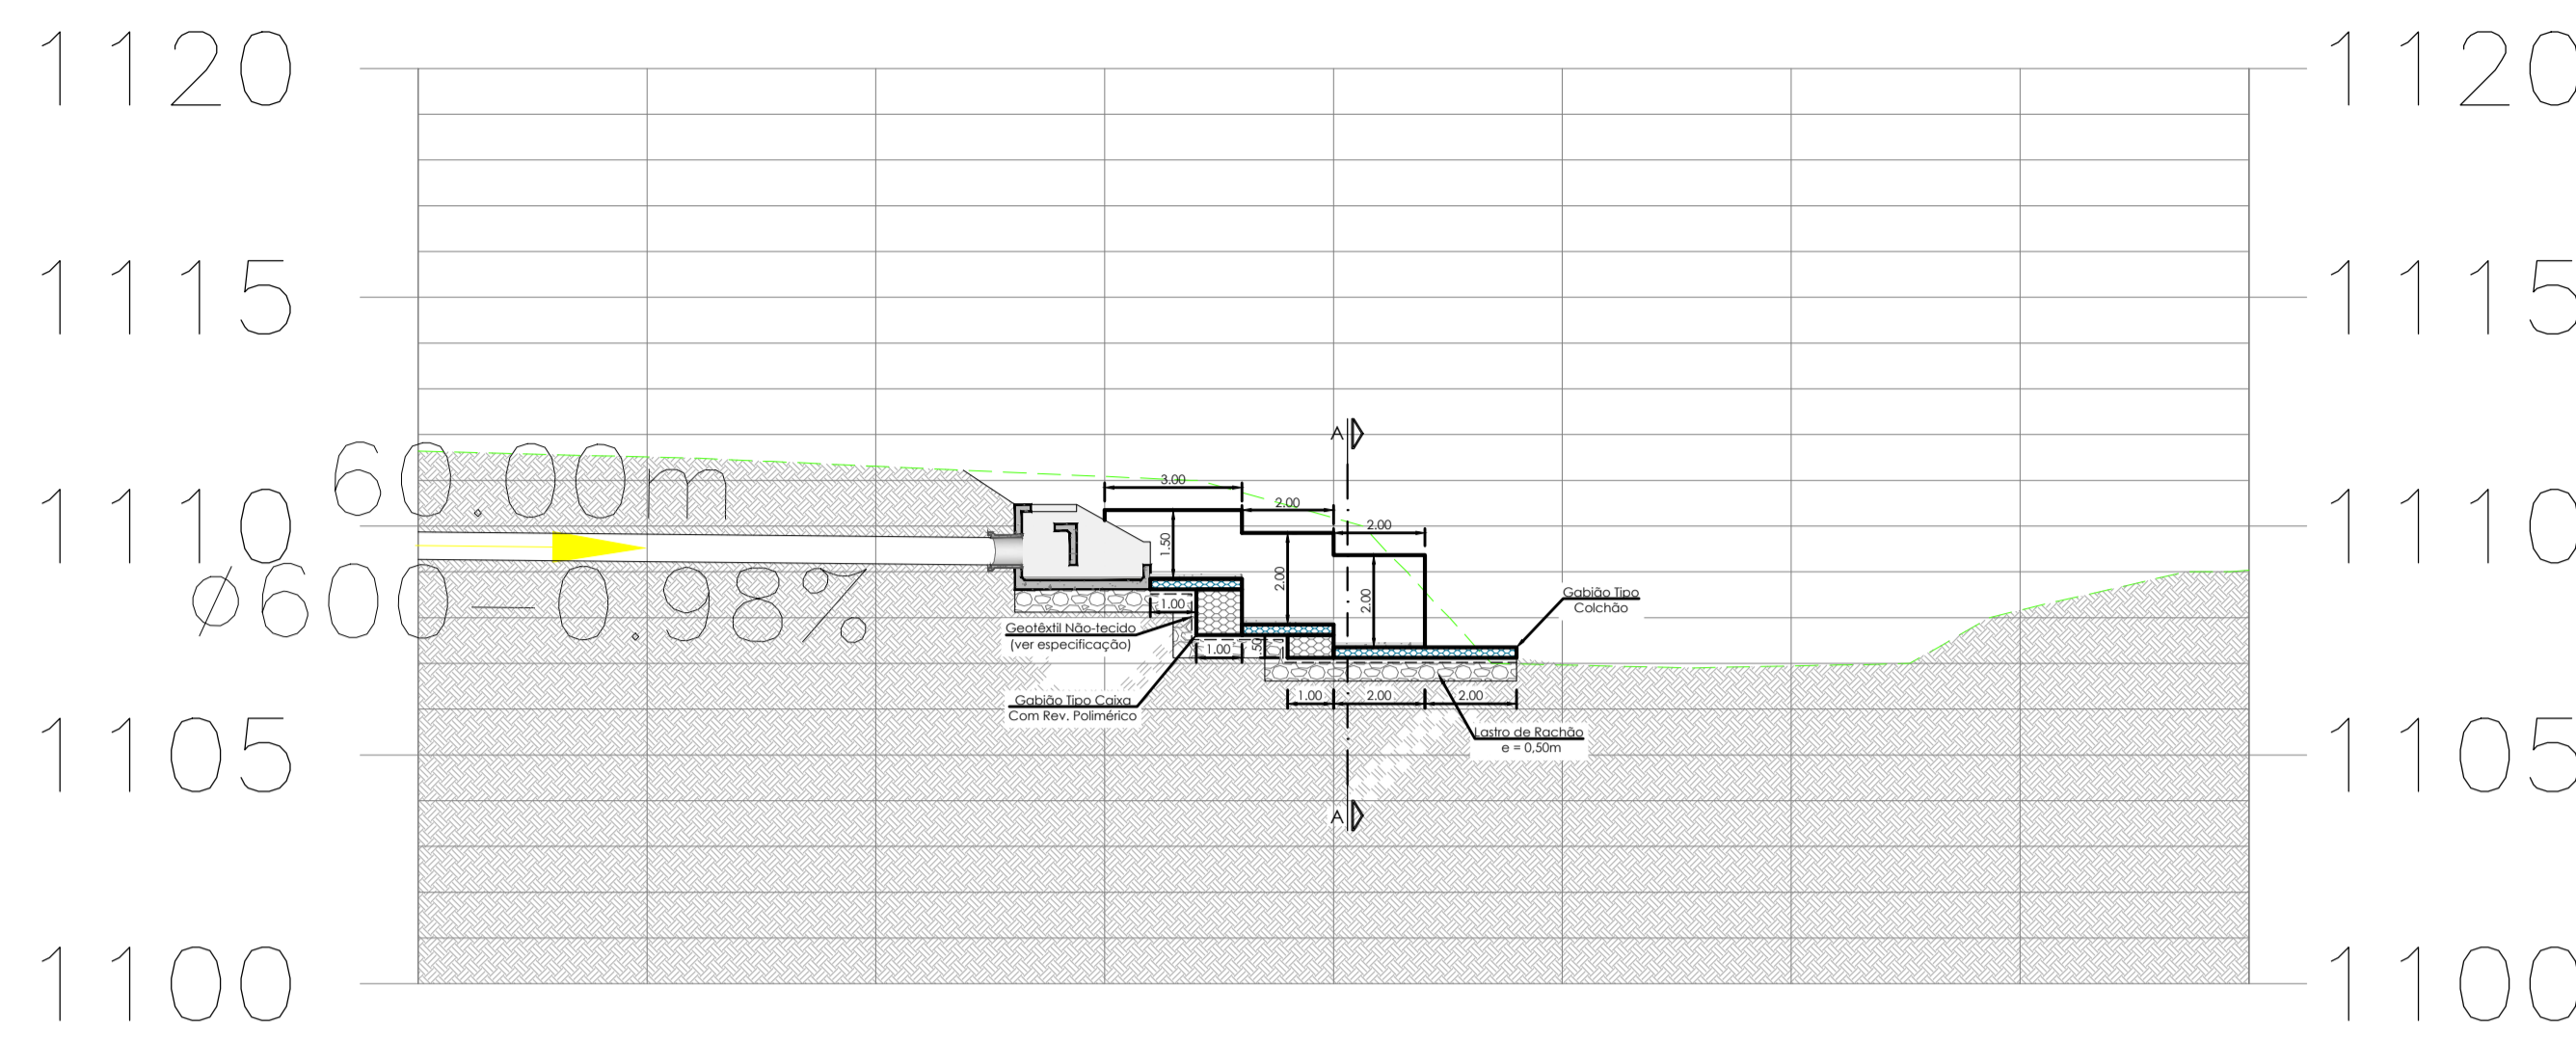 1120 1120
1115 1115
A
60.00m
3.00
2.00
2.00
1110 1110
1.50
2.00
2.00
Ø600 – 0.98%
Gabião Tipo
Colchão
1.00
Geotêxtil Não-tecido
(ver especificação)
1.00
.50
1.00 2.00 2.00
Gabião Tipo Caixa
Com Rev. Polimérico
Lastro de Rachão
e = 0,50m
1105 1105
A
1100 1100